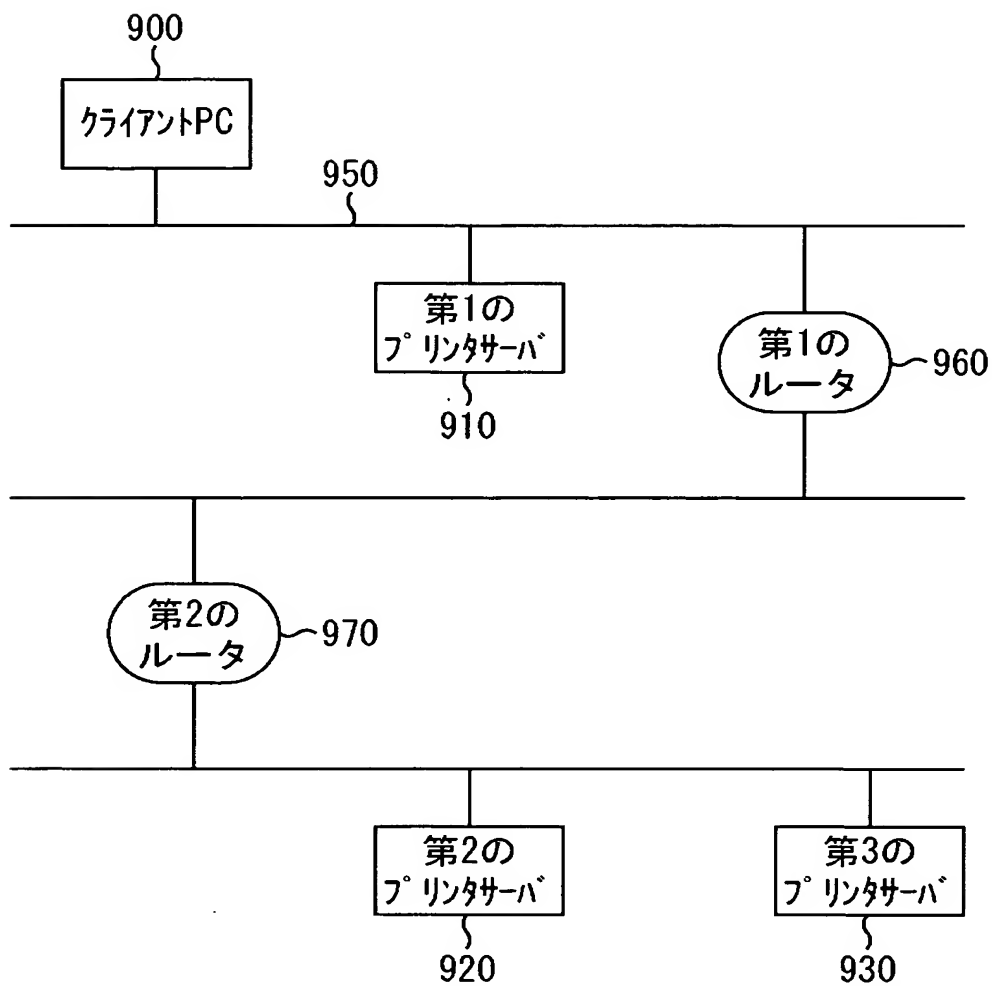 900
クライアントPC
950
第1の
プリンタサーバ
910
第1の
ルータ
960
第2の
ルータ
970
第2の
プリンタサーバ
920
第3の
プリンタサーバ
930